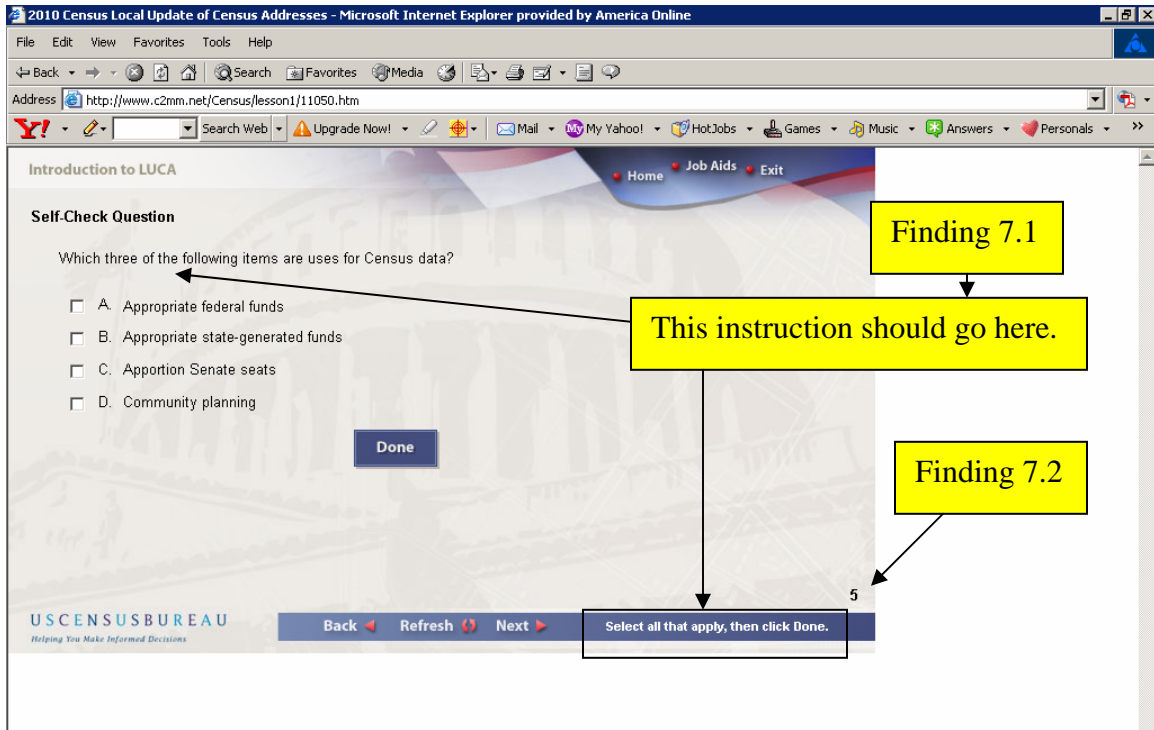 2010 Census Local Update of Census Addresses - Microsoft Internet Explorer provided by America Online
File Edit View Favorites Tools Help
Back Search Favorites Media
Address http://www.c2mm.net/Census/lesson1/11050.htm
Y! Search Web Upgrade Now! Mail My My Yahoo! HotJobs Games Music Answers Personals »
Introduction to LUCA
Home Job Aids Exit
Self-Check Question
Finding 7.1
Which three of the following items are uses for Census data?
This instruction should go here.
A. Appropriate federal funds
B. Appropriate state-generated funds
C. Apportion Senate seats
D. Community planning
Done
Finding 7.2
5
USCENSUSBUREAU
Helping You Make Informed Decisions
Back Refresh Next Select all that apply, then click Done.